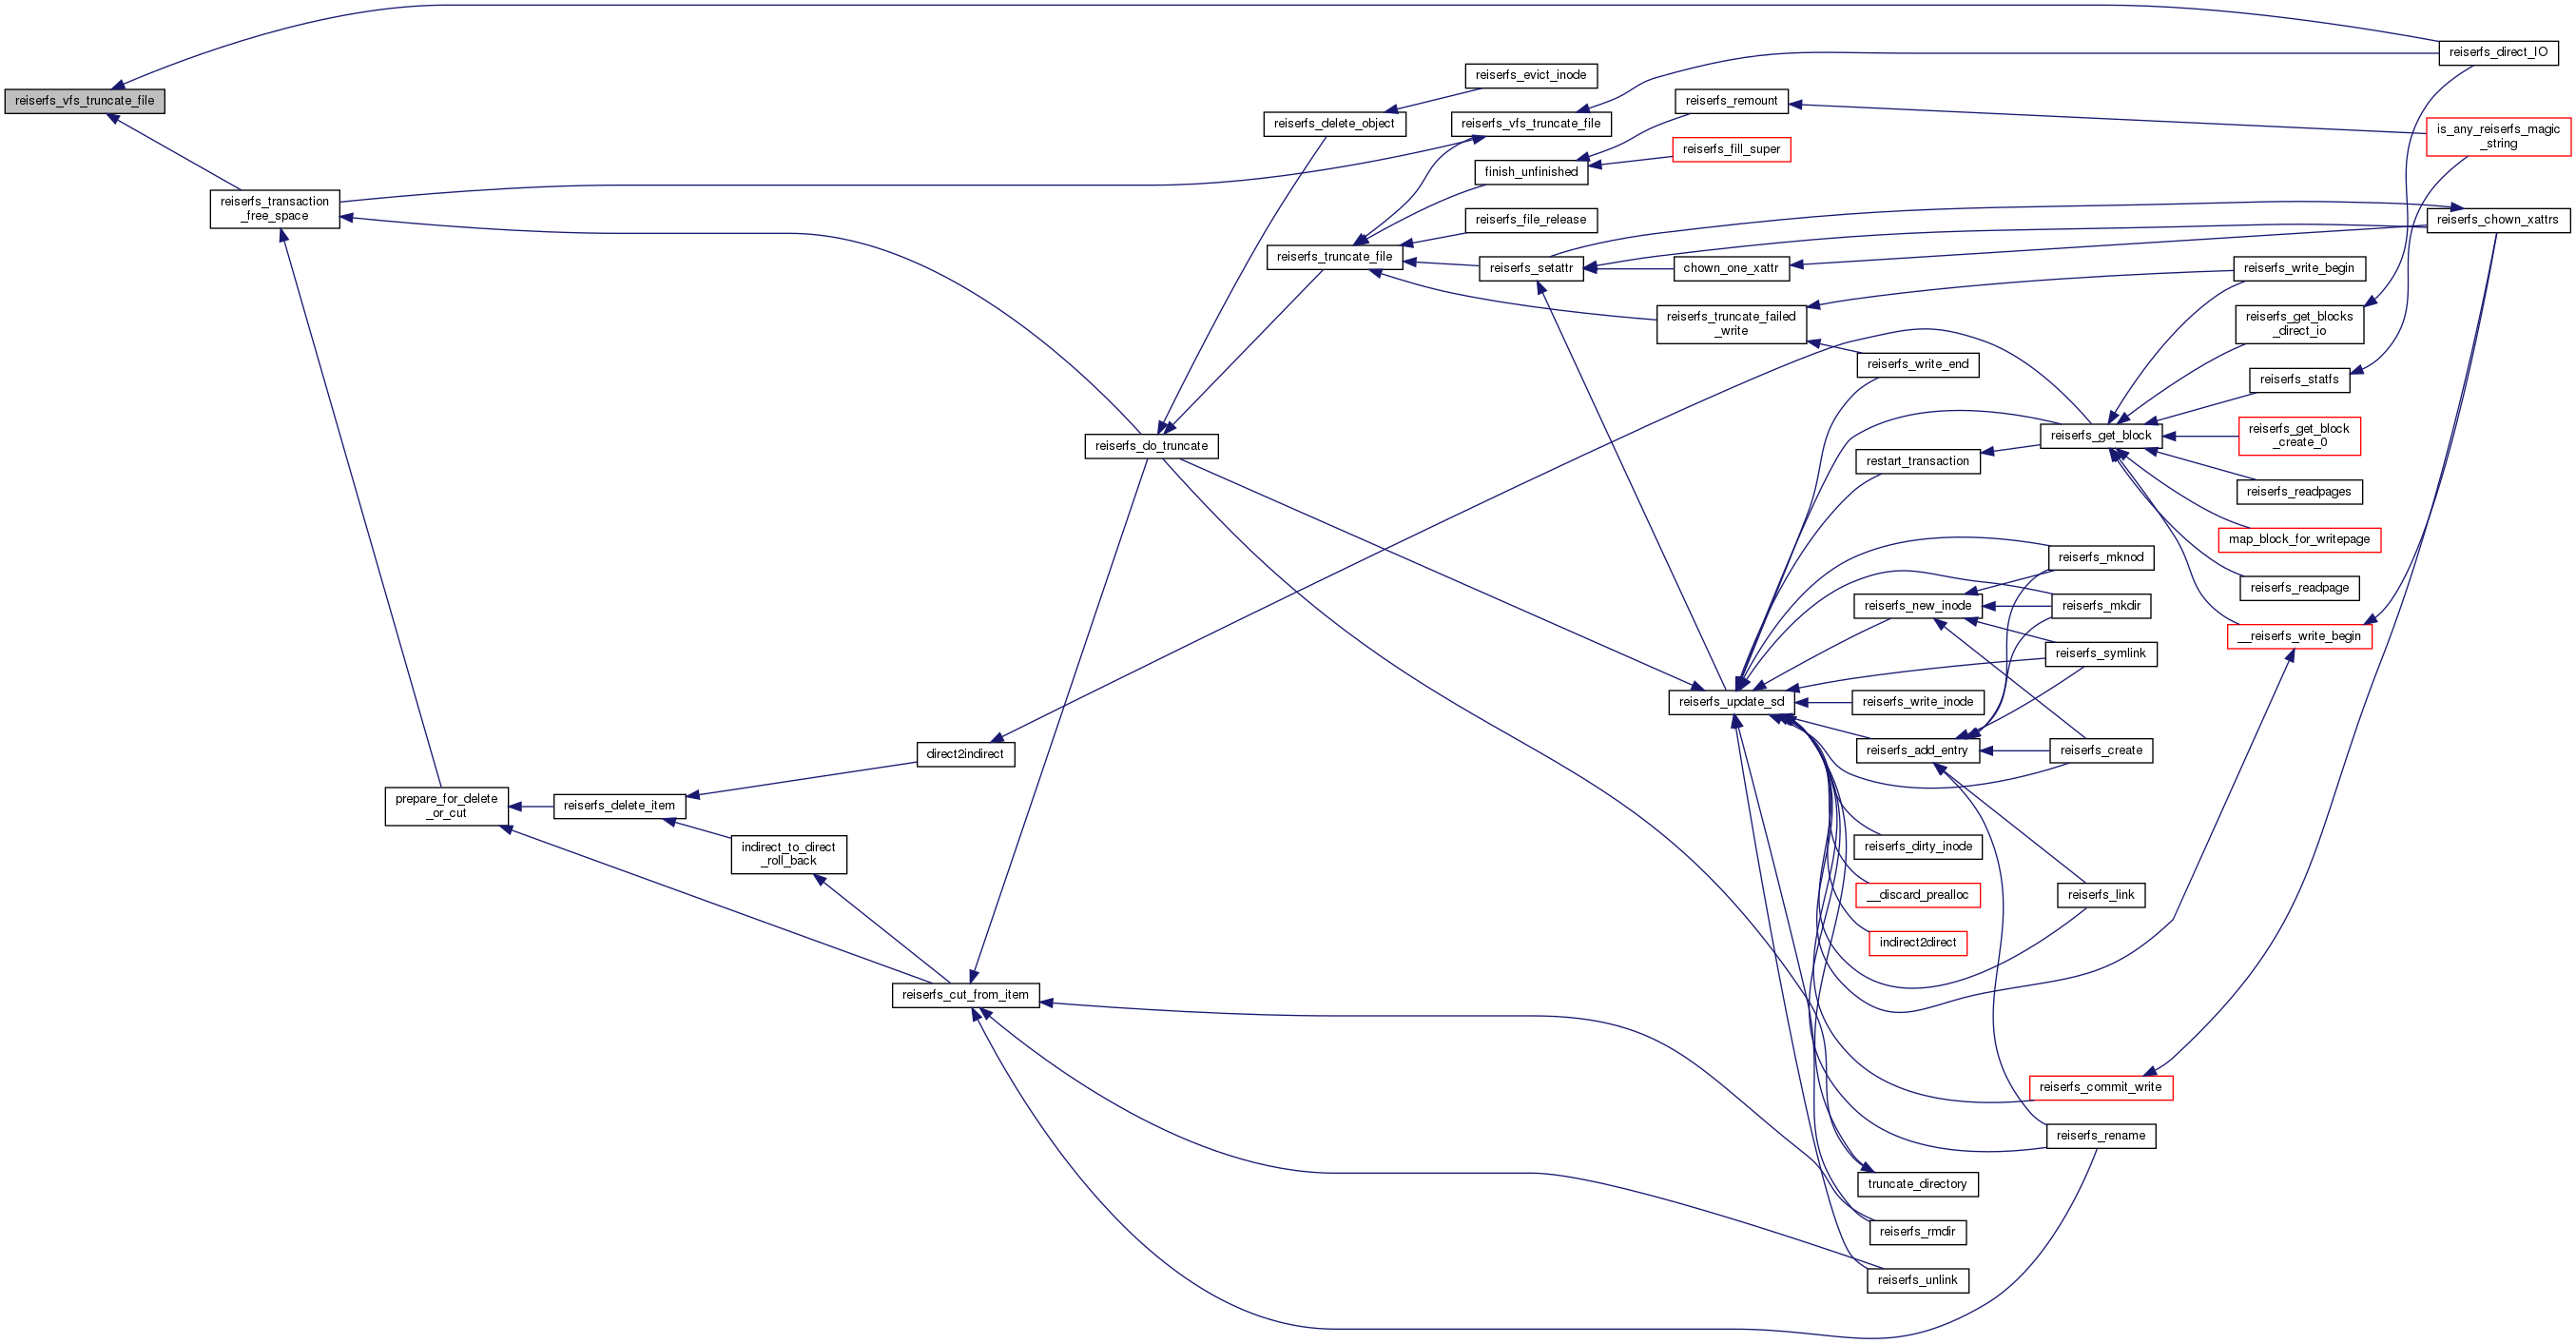 reiserfs_vfs_truncate_file
reiserfs_transaction
_free_space
prepare_for_delete
_or_cut
reiserfs_delete_item
indirect_to_direct
_roll_back
direct2indirect
reiserfs_cut_from_item
reiserfs_do_truncate
reiserfs_delete_object
reiserfs_truncate_file
reiserfs_evict_inode
reiserfs_vfs_truncate_file
finish_unfinished
reiserfs_file_release
reiserfs_setattr
reiserfs_remount
reiserfs_fill_super
chown_one_xattr
reiserfs_truncate_failed
_write
reiserfs_update_sd
reiserfs_write_end
restart_transaction
reiserfs_new_inode
reiserfs_write_inode
reiserfs_add_entry
reiserfs_dirty_inode
__discard_prealloc
indirect2direct
truncate_directory
reiserfs_rmdir
reiserfs_unlink
reiserfs_get_block
reiserfs_mknod
reiserfs_mkdir
reiserfs_symlink
reiserfs_create
reiserfs_link
reiserfs_commit_write
reiserfs_rename
reiserfs_write_begin
reiserfs_get_blocks
_direct_io
reiserfs_statfs
reiserfs_get_block
_create_0
reiserfs_readpages
map_block_for_writepage
reiserfs_readpage
__reiserfs_write_begin
reiserfs_direct_IO
is_any_reiserfs_magic
_string
reiserfs_chown_xattrs